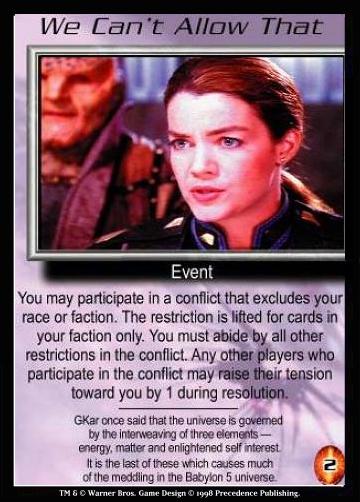 We Can't Allow That
Event
You may participate in a conflict that excludes your
race or faction. The restriction is lifted for cards in
your faction only. You must abide by all other
restrictions in the conflict. Any other players who
participate in the conflict may raise their tension
toward you by 1 during resolution.
GKar once said that the universe is governed
by the interweaving of three elements —
energy, matter and enlightened self interest.
It is the last of these which causes much
of the meddling in the Babylon 5 universe.
2
TM & © Warner Bros. Game Design © 1998 Precedence Publishing.